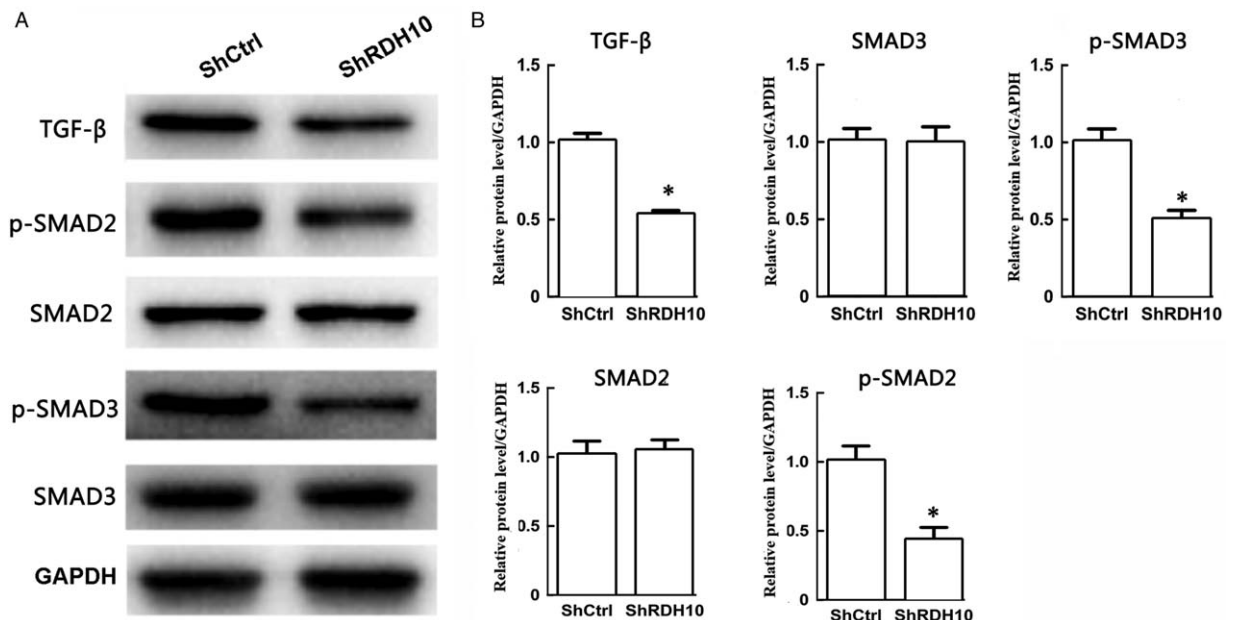 A
ShCtrl ShRDH10
TGF-β
p-SMAD2
SMAD2
p-SMAD3
SMAD3
GAPDH
B
TGF-β
Relative protein level/GAPDH
1.5
1.0
0.5
0
*
ShCtrl ShRDH10
SMAD3
Relative protein level/GAPDH
1.5
1.0
0.5
0
ShCtrl ShRDH10
p-SMAD3
Relative protein level/GAPDH
1.5
1.0
0.5
0
*
ShCtrl ShRDH10
SMAD2
Relative protein level/GAPDH
1.5
1.0
0.5
0
ShCtrl ShRDH10
p-SMAD2
Relative protein level/GAPDH
1.5
1.0
0.5
0
*
ShCtrl ShRDH10